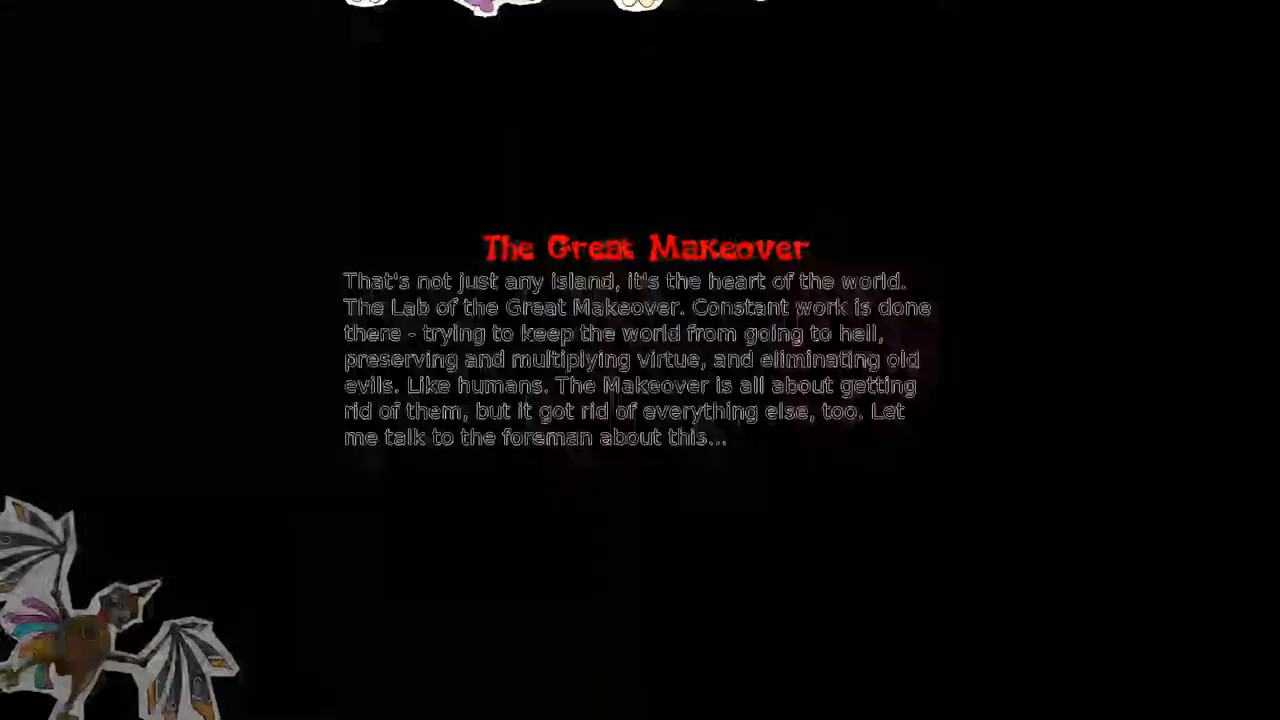 The Great Makeover
That's not just any island, it's the heart of the world.
The Lab of the Great Makeover. Constant work is done
there - trying to keep the world from going to hell,
preserving and multiplying virtue, and eliminating old
evils. Like humans. The Makeover is all about getting
rid of them, but it got rid of everything else, too. Let
me talk to the foreman about this...